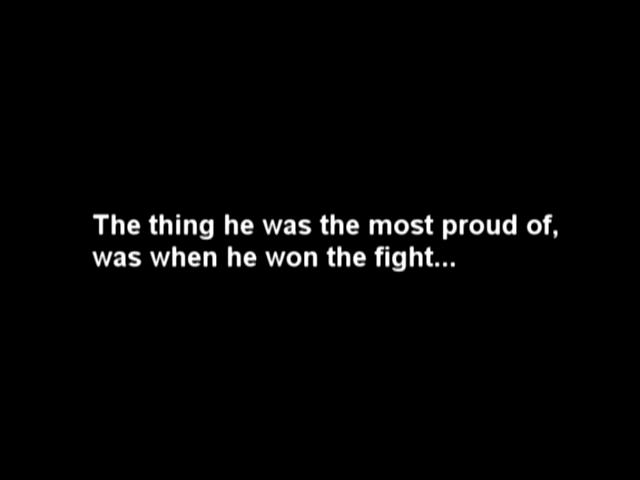 The thing he was the most proud of,
was when he won the fight...